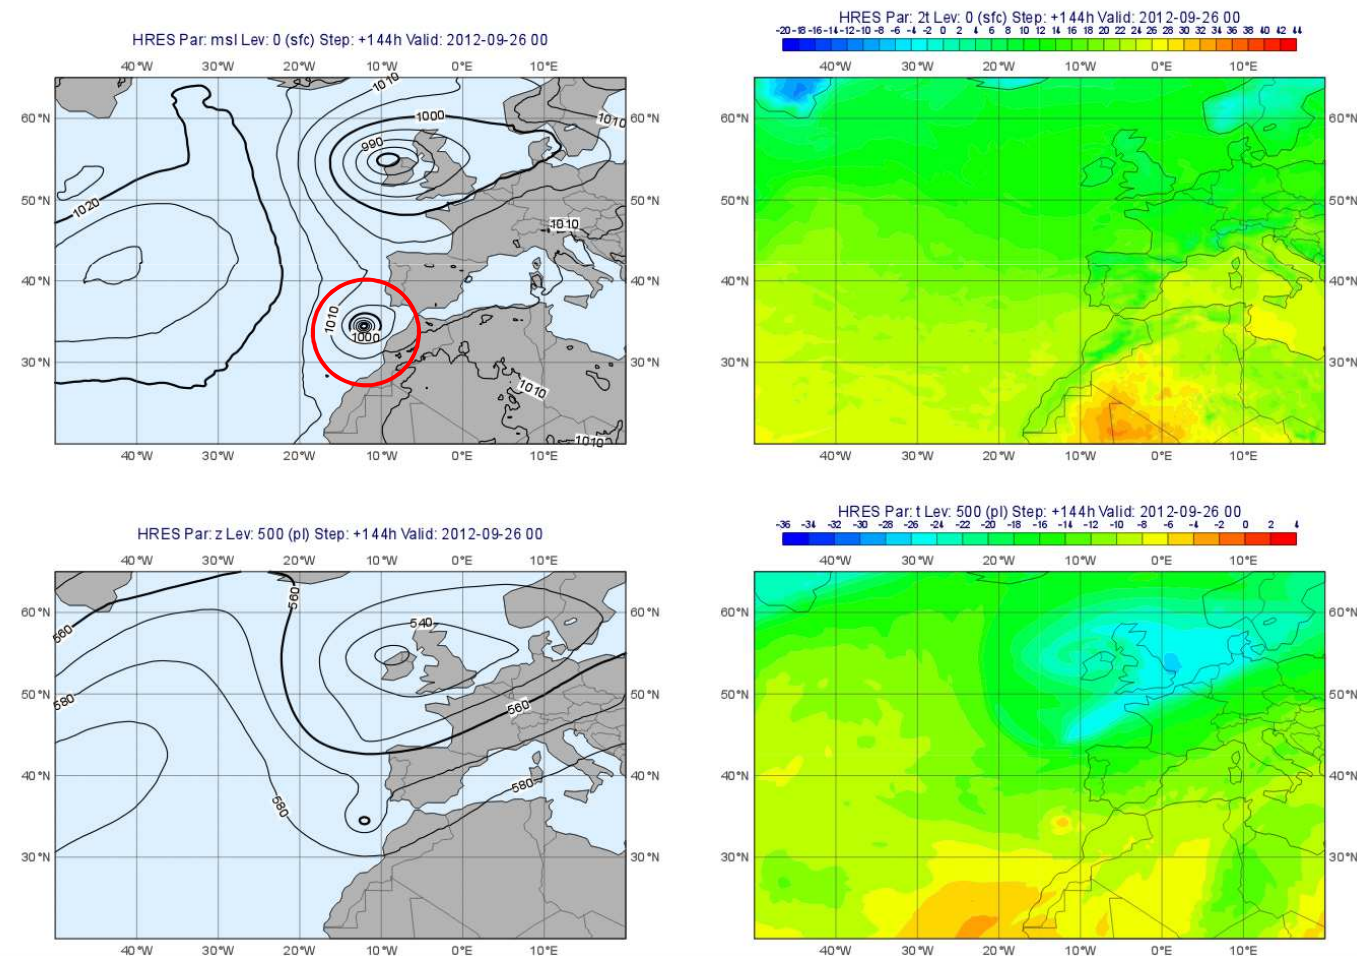 HRES Par: msl Lev: 0 (sfc) Step: +144h Valid: 2012-09-26 00
40°W 30°W 20°W 10°W 0°E 10°E
1010
1000
1010
60°N 60°N
990
50°N 50°N
1020
1010
40°N 40°N
1010
1000
30°N 30°N
1010
1010
40°W 30°W 20°W 10°W 0°E 10°E
HRES Par: 2t Lev: 0 (sfc) Step: +144h Valid: 2012-09-26 00
-20 -18 -16 -14 -12 -10 -8 -6 -4 -2 0 2 4 6 8 10 12 14 16 18 20 22 24 26 28 30 32 34 36 38 40 42 44
40°W 30°W 20°W 10°W 0°E 10°E
60°N 60°N
50°N 50°N
40°N 40°N
30°N 30°N
40°W 30°W 20°W 10°W 0°E 10°E
HRES Par: z Lev: 500 (pl) Step: +144h Valid: 2012-09-26 00
40°W 30°W 20°W 10°W 0°E 10°E
560
60°N 60°N
540
560
50°N 50°N
580
560
40°N 40°N
580
580
30°N 30°N
40°W 30°W 20°W 10°W 0°E 10°E
HRES Par: t Lev: 500 (pl) Step: +144h Valid: 2012-09-26 00
-36 -34 -32 -30 -28 -26 -24 -22 -20 -18 -16 -14 -12 -10 -8 -6 -4 -2 0 2 4
40°W 30°W 20°W 10°W 0°E 10°E
60°N 60°N
50°N 50°N
40°N 40°N
30°N 30°N
40°W 30°W 20°W 10°W 0°E 10°E